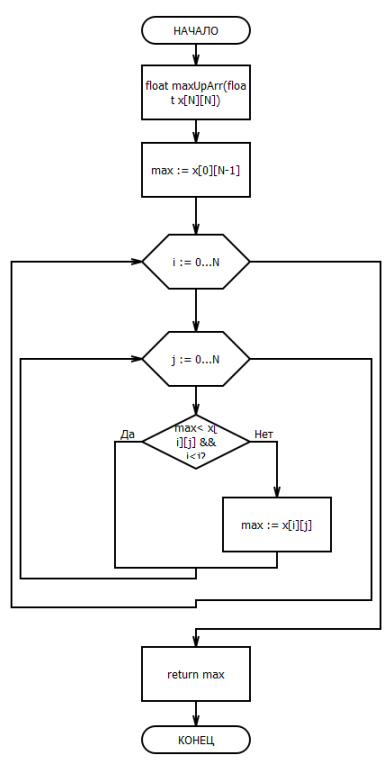 НАЧАЛО
float maxUpArr(floa
t x[N][N])
max := x[0][N-1]
i := 0...N
j := 0...N
max< x[
i][j] &&
i<j?
Да
Нет
max := x[i][j]
return max
КОНЕЦ